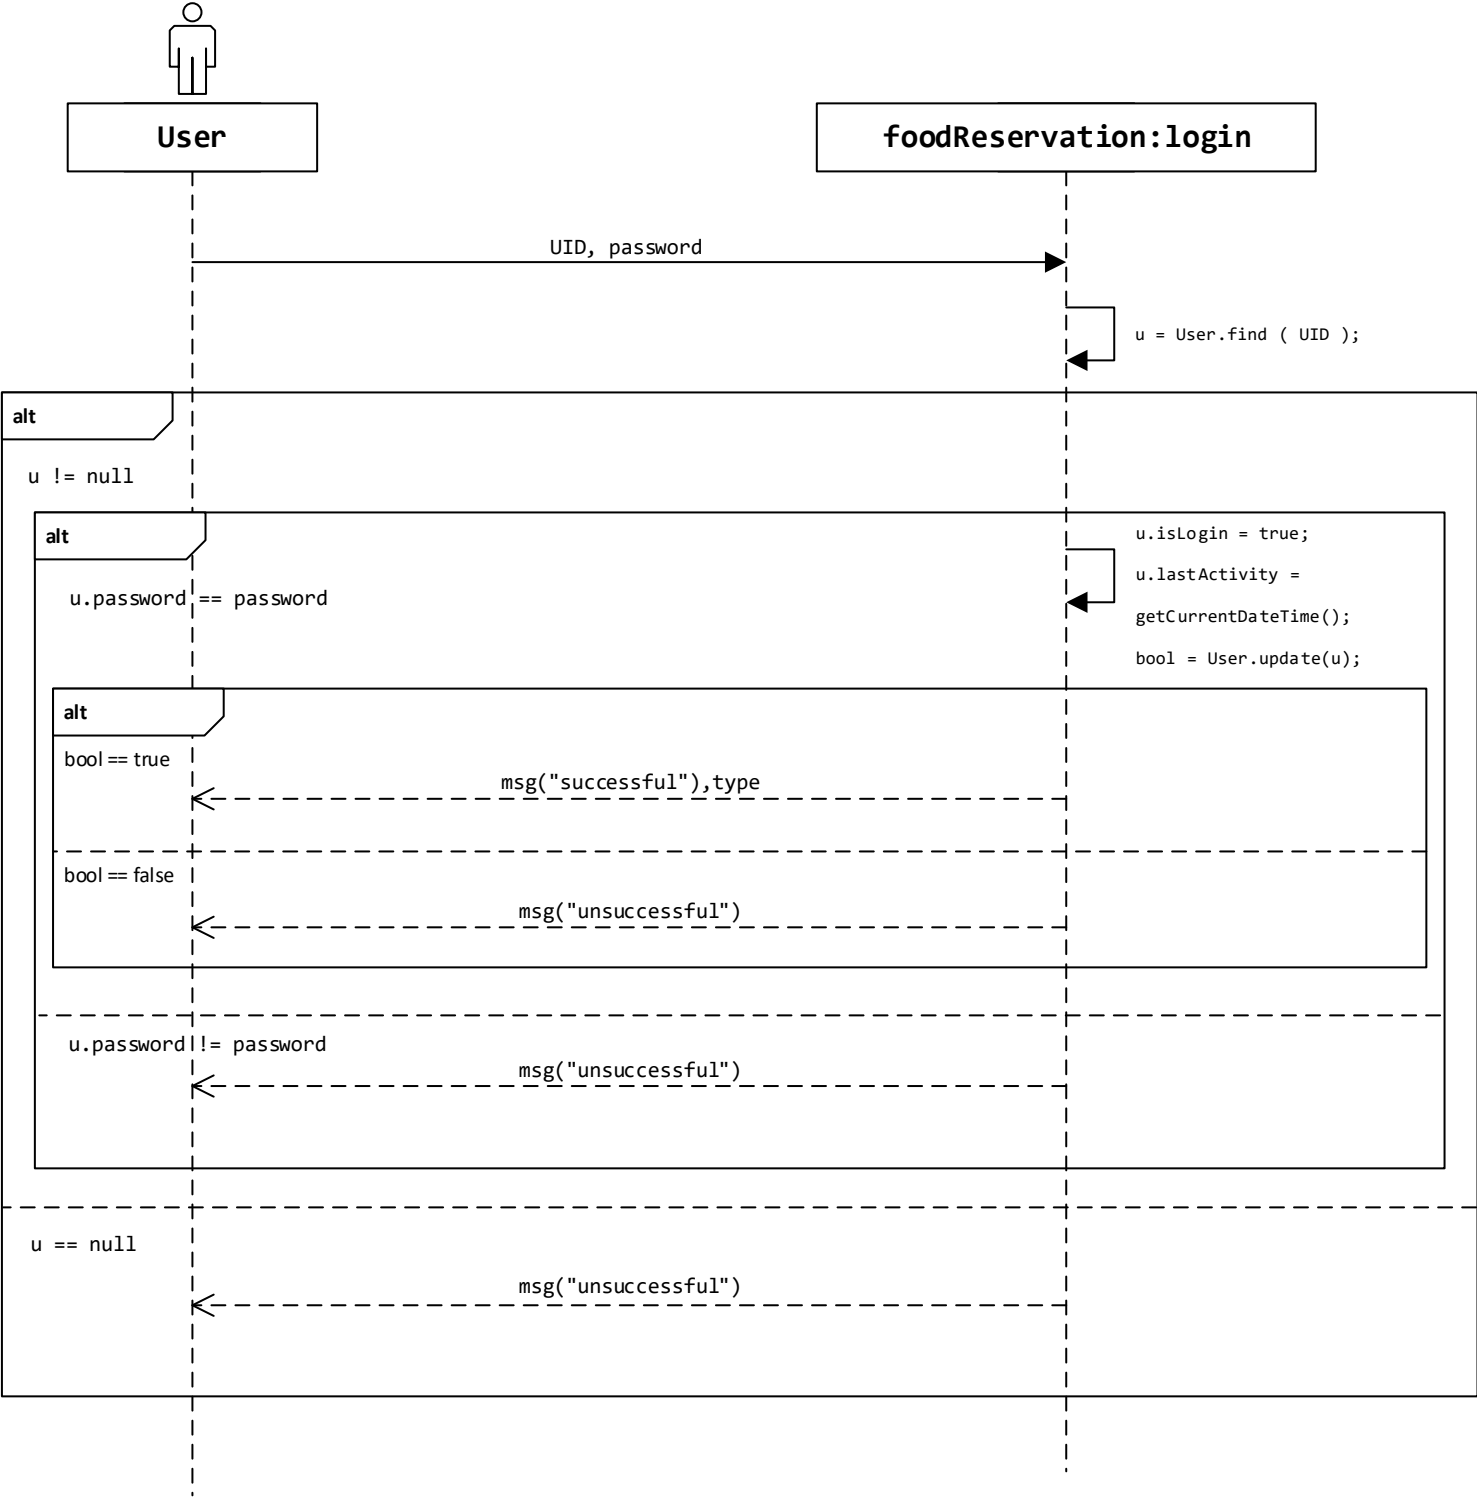 User
foodReservation:login
UID, password
u = User.find ( UID );
alt
u != null
alt
u.isLogin = true;
u.lastActivity =
u.password == password
getCurrentDateTime();
bool = User.update(u);
alt
bool == true
msg("successful"),type
bool == false
msg("unsuccessful")
u.password != password
msg("unsuccessful")
u == null
msg("unsuccessful")